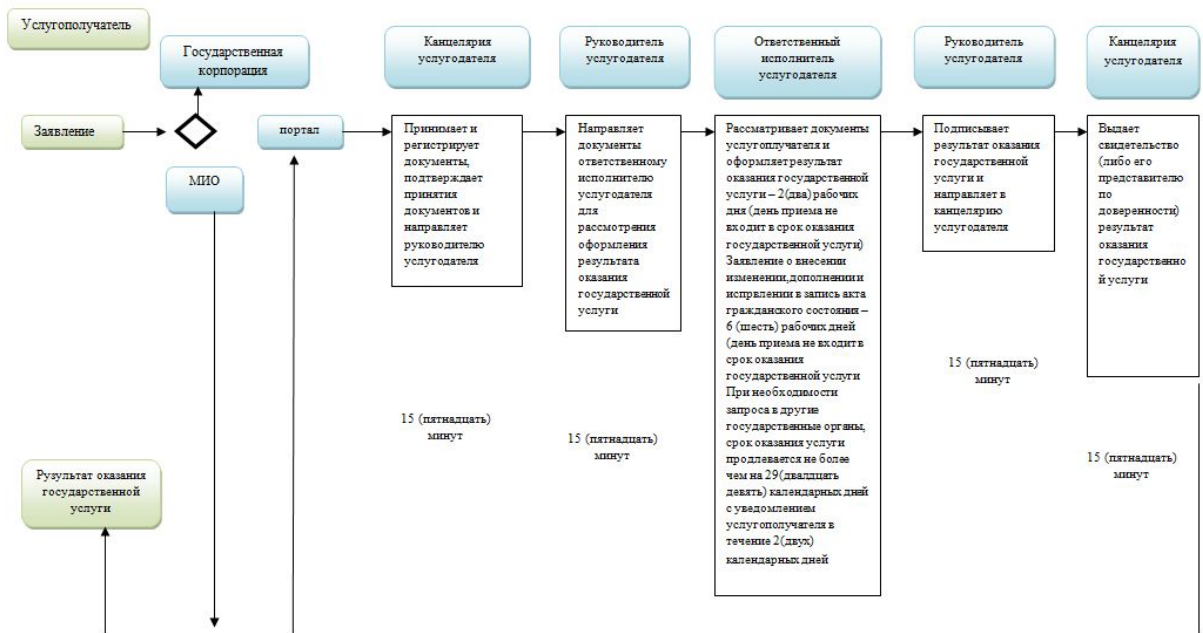 Услугополучатель
Государственная
корпорация
Канцелярия
услугодателя
Руководитель
услугодателя
Ответственный
исполнитель
услугодателя
Руководитель
услугодателя
Канцелярия
услугодателя
Заявление
портал
МИО
Принимает и
регистрирует
документы,
подтверждает
принятия
документов и
направляет
руководителю
услугодателя
Направляет
документы
ответственному
исполнителю
услугодателя
для
рассмотрения
оформления
результата
оказания
государственной
услуги
Рассматривает документы
услугоплучателя и
оформляет результат
оказания государственной
услуги – 2(два) рабочих
дня (день приема не
входит в срок оказания
государственной услуги)
Заявление о внесении
изменении, дополнении и
испрвлении в запись акта
гражданского состояния –
6 (шесть) рабочих дней
(день приема не входит в
срок оказания
государственной услуги
При необходимости
запроса в другие
государственные органы,
срок оказания услуги
продлевается не более
чем на 29(двалдцать
девять) календарных дней
с уведомлением
услугополучателя в
течение 2(двух)
календарных дней
Подписывает
результат оказания
государственной
услуги и
направляет в
канцелярию
услугодателя
Выдает
свидетельство
(либо его
представителю
по
доверенности)
результат
оказания
государственно
й услуги
15 (пятнадцать)
минут
15 (пятнадцать)
минут
15 (пятнадцать)
минут
15 (пятнадцать)
минут
Рузультат оказания
государственной
услуги